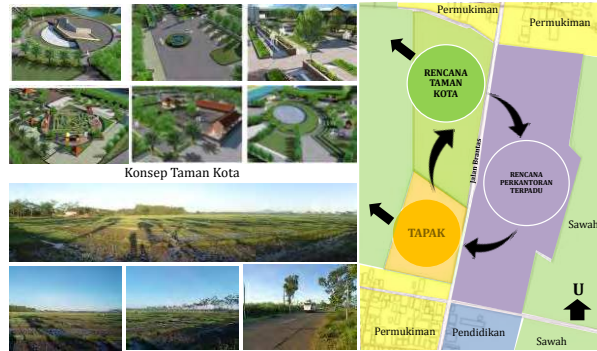 Konsep Taman Kota
Permukiman
Permukiman
RENCANA
TAMAN
KOTA
Jalan Brantas
RENCANA
PERKANTORAN
TERPADU
Sawah
TAPAK
U
Permukiman
Pendidikan
Sawah